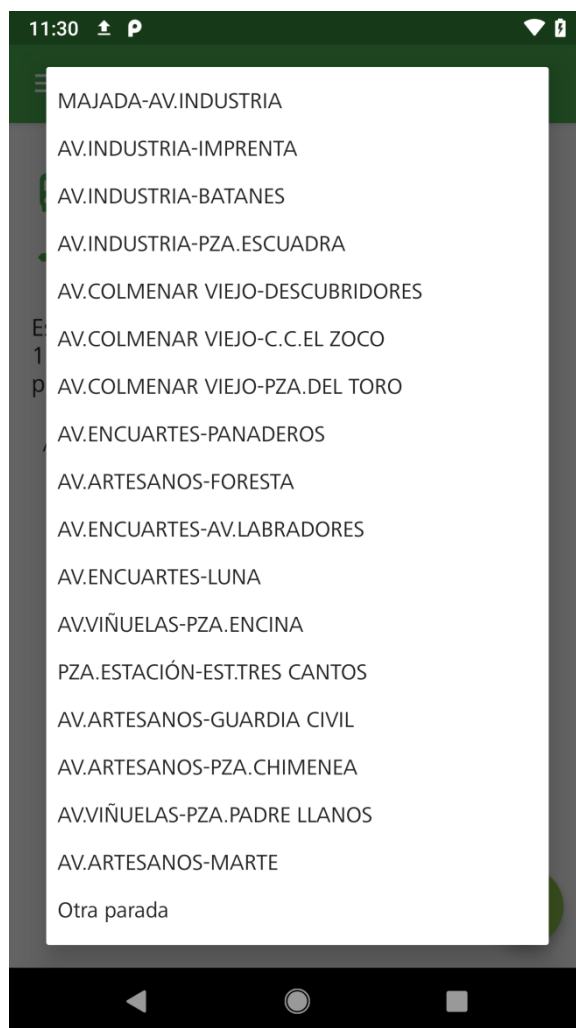 11:30
MAJADA-AV.INDUSTRIA
AV.INDUSTRIA-IMPRENTA
AV.INDUSTRIA-BATANES
AV.INDUSTRIA-PZA.ESCUADRA
AV.COLMENAR VIEJO-DESCUBRIDORES
AV.COLMENAR VIEJO-C.C.EL ZOCO
AV.COLMENAR VIEJO-PZA.DEL TORO
AV.ENCUARTES-PANADEROS
AV.ARTESANOS-FORESTA
AV.ENCUARTES-AV.LABRADORES
AV.ENCUARTES-LUNA
AV.VIÑUELAS-PZA.ENCINA
PZA.ESTACIÓN-EST.TRES CANTOS
AV.ARTESANOS-GUARDIA CIVIL
AV.ARTESANOS-PZA.CHIMENEA
AV.VIÑUELAS-PZA.PADRE LLANOS
AV.ARTESANOS-MARTE
Otra parada